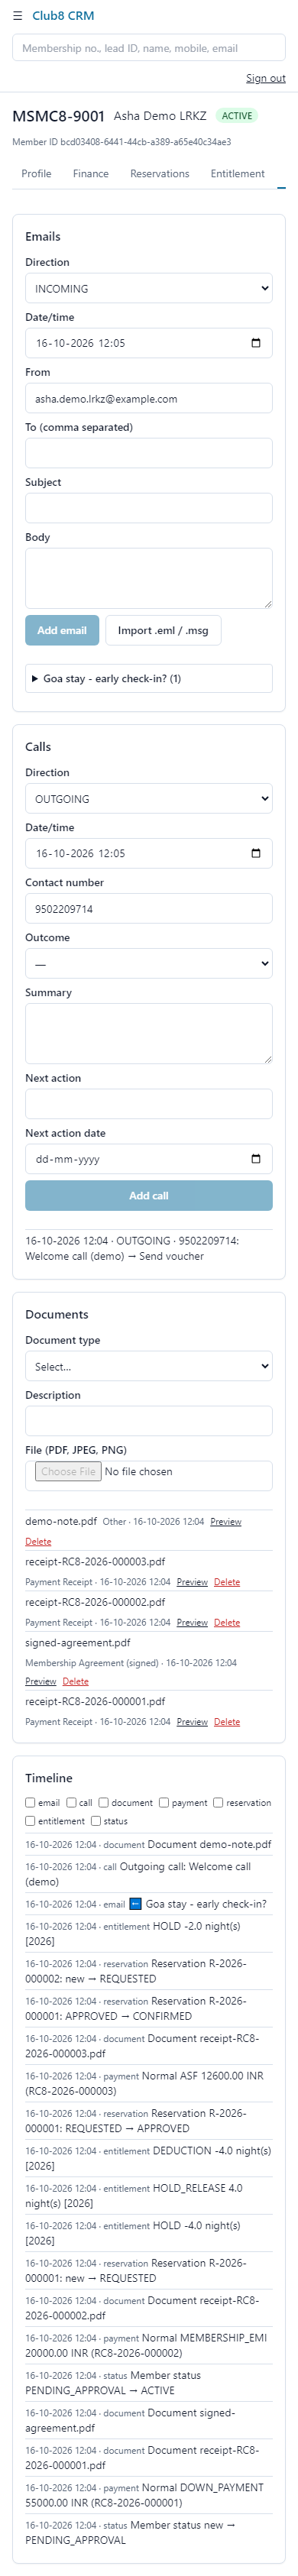 ☰ Club8 CRM
Membership no., lead ID, name, mobile, email
Sign out
MSMC8-9001 Asha Demo LRKZ ACTIVE
Member ID bcd03408-6441-44cb-a389-a65e40c34ae3
Profile Finance Reservations Entitlement
Emails
Direction
INCOMING
Date/time
16-10-2026 12:05
From
asha.demo.lrkz@example.com
To (comma separated)
Subject
Body
Add email Import .eml / .msg
▶ Goa stay - early check-in? (1)
Calls
Direction
OUTGOING
Date/time
16-10-2026 12:05
Contact number
9502209714
Outcome
—
Summary
Next action
Next action date
dd-mm-yyyy
Add call
16-10-2026 12:04 · OUTGOING · 9502209714:
Welcome call (demo) → Send voucher
Documents
Document type
Select...
Description
File (PDF, JPEG, PNG)
Choose File No file chosen
demo-note.pdf Other · 16-10-2026 12:04 Preview
Delete
receipt-RC8-2026-000003.pdf
Payment Receipt · 16-10-2026 12:04 Preview Delete
receipt-RC8-2026-000002.pdf
Payment Receipt · 16-10-2026 12:04 Preview Delete
signed-agreement.pdf
Membership Agreement (signed) · 16-10-2026 12:04
Preview Delete
receipt-RC8-2026-000001.pdf
Payment Receipt · 16-10-2026 12:04 Preview Delete
Timeline
email call document payment reservation
entitlement status
16-10-2026 12:04 · document Document demo-note.pdf
16-10-2026 12:04 · call Outgoing call: Welcome call
(demo)
16-10-2026 12:04 · email ⬅ Goa stay - early check-in?
16-10-2026 12:04 · entitlement HOLD -2.0 night(s)
[2026]
16-10-2026 12:04 · reservation Reservation R-2026-
000002: new → REQUESTED
16-10-2026 12:04 · reservation Reservation R-2026-
000001: APPROVED → CONFIRMED
16-10-2026 12:04 · document Document receipt-RC8-
2026-000003.pdf
16-10-2026 12:04 · payment Normal ASF 12600.00 INR
(RC8-2026-000003)
16-10-2026 12:04 · reservation Reservation R-2026-
000001: REQUESTED → APPROVED
16-10-2026 12:04 · entitlement DEDUCTION -4.0 night(s)
[2026]
16-10-2026 12:04 · entitlement HOLD_RELEASE 4.0
night(s) [2026]
16-10-2026 12:04 · entitlement HOLD -4.0 night(s)
[2026]
16-10-2026 12:04 · reservation Reservation R-2026-
000001: new → REQUESTED
16-10-2026 12:04 · document Document receipt-RC8-
2026-000002.pdf
16-10-2026 12:04 · payment Normal MEMBERSHIP_EMI
20000.00 INR (RC8-2026-000002)
16-10-2026 12:04 · status Member status
PENDING_APPROVAL → ACTIVE
16-10-2026 12:04 · document Document signed-
agreement.pdf
16-10-2026 12:04 · document Document receipt-RC8-
2026-000001.pdf
16-10-2026 12:04 · payment Normal DOWN_PAYMENT
55000.00 INR (RC8-2026-000001)
16-10-2026 12:04 · status Member status new →
PENDING_APPROVAL